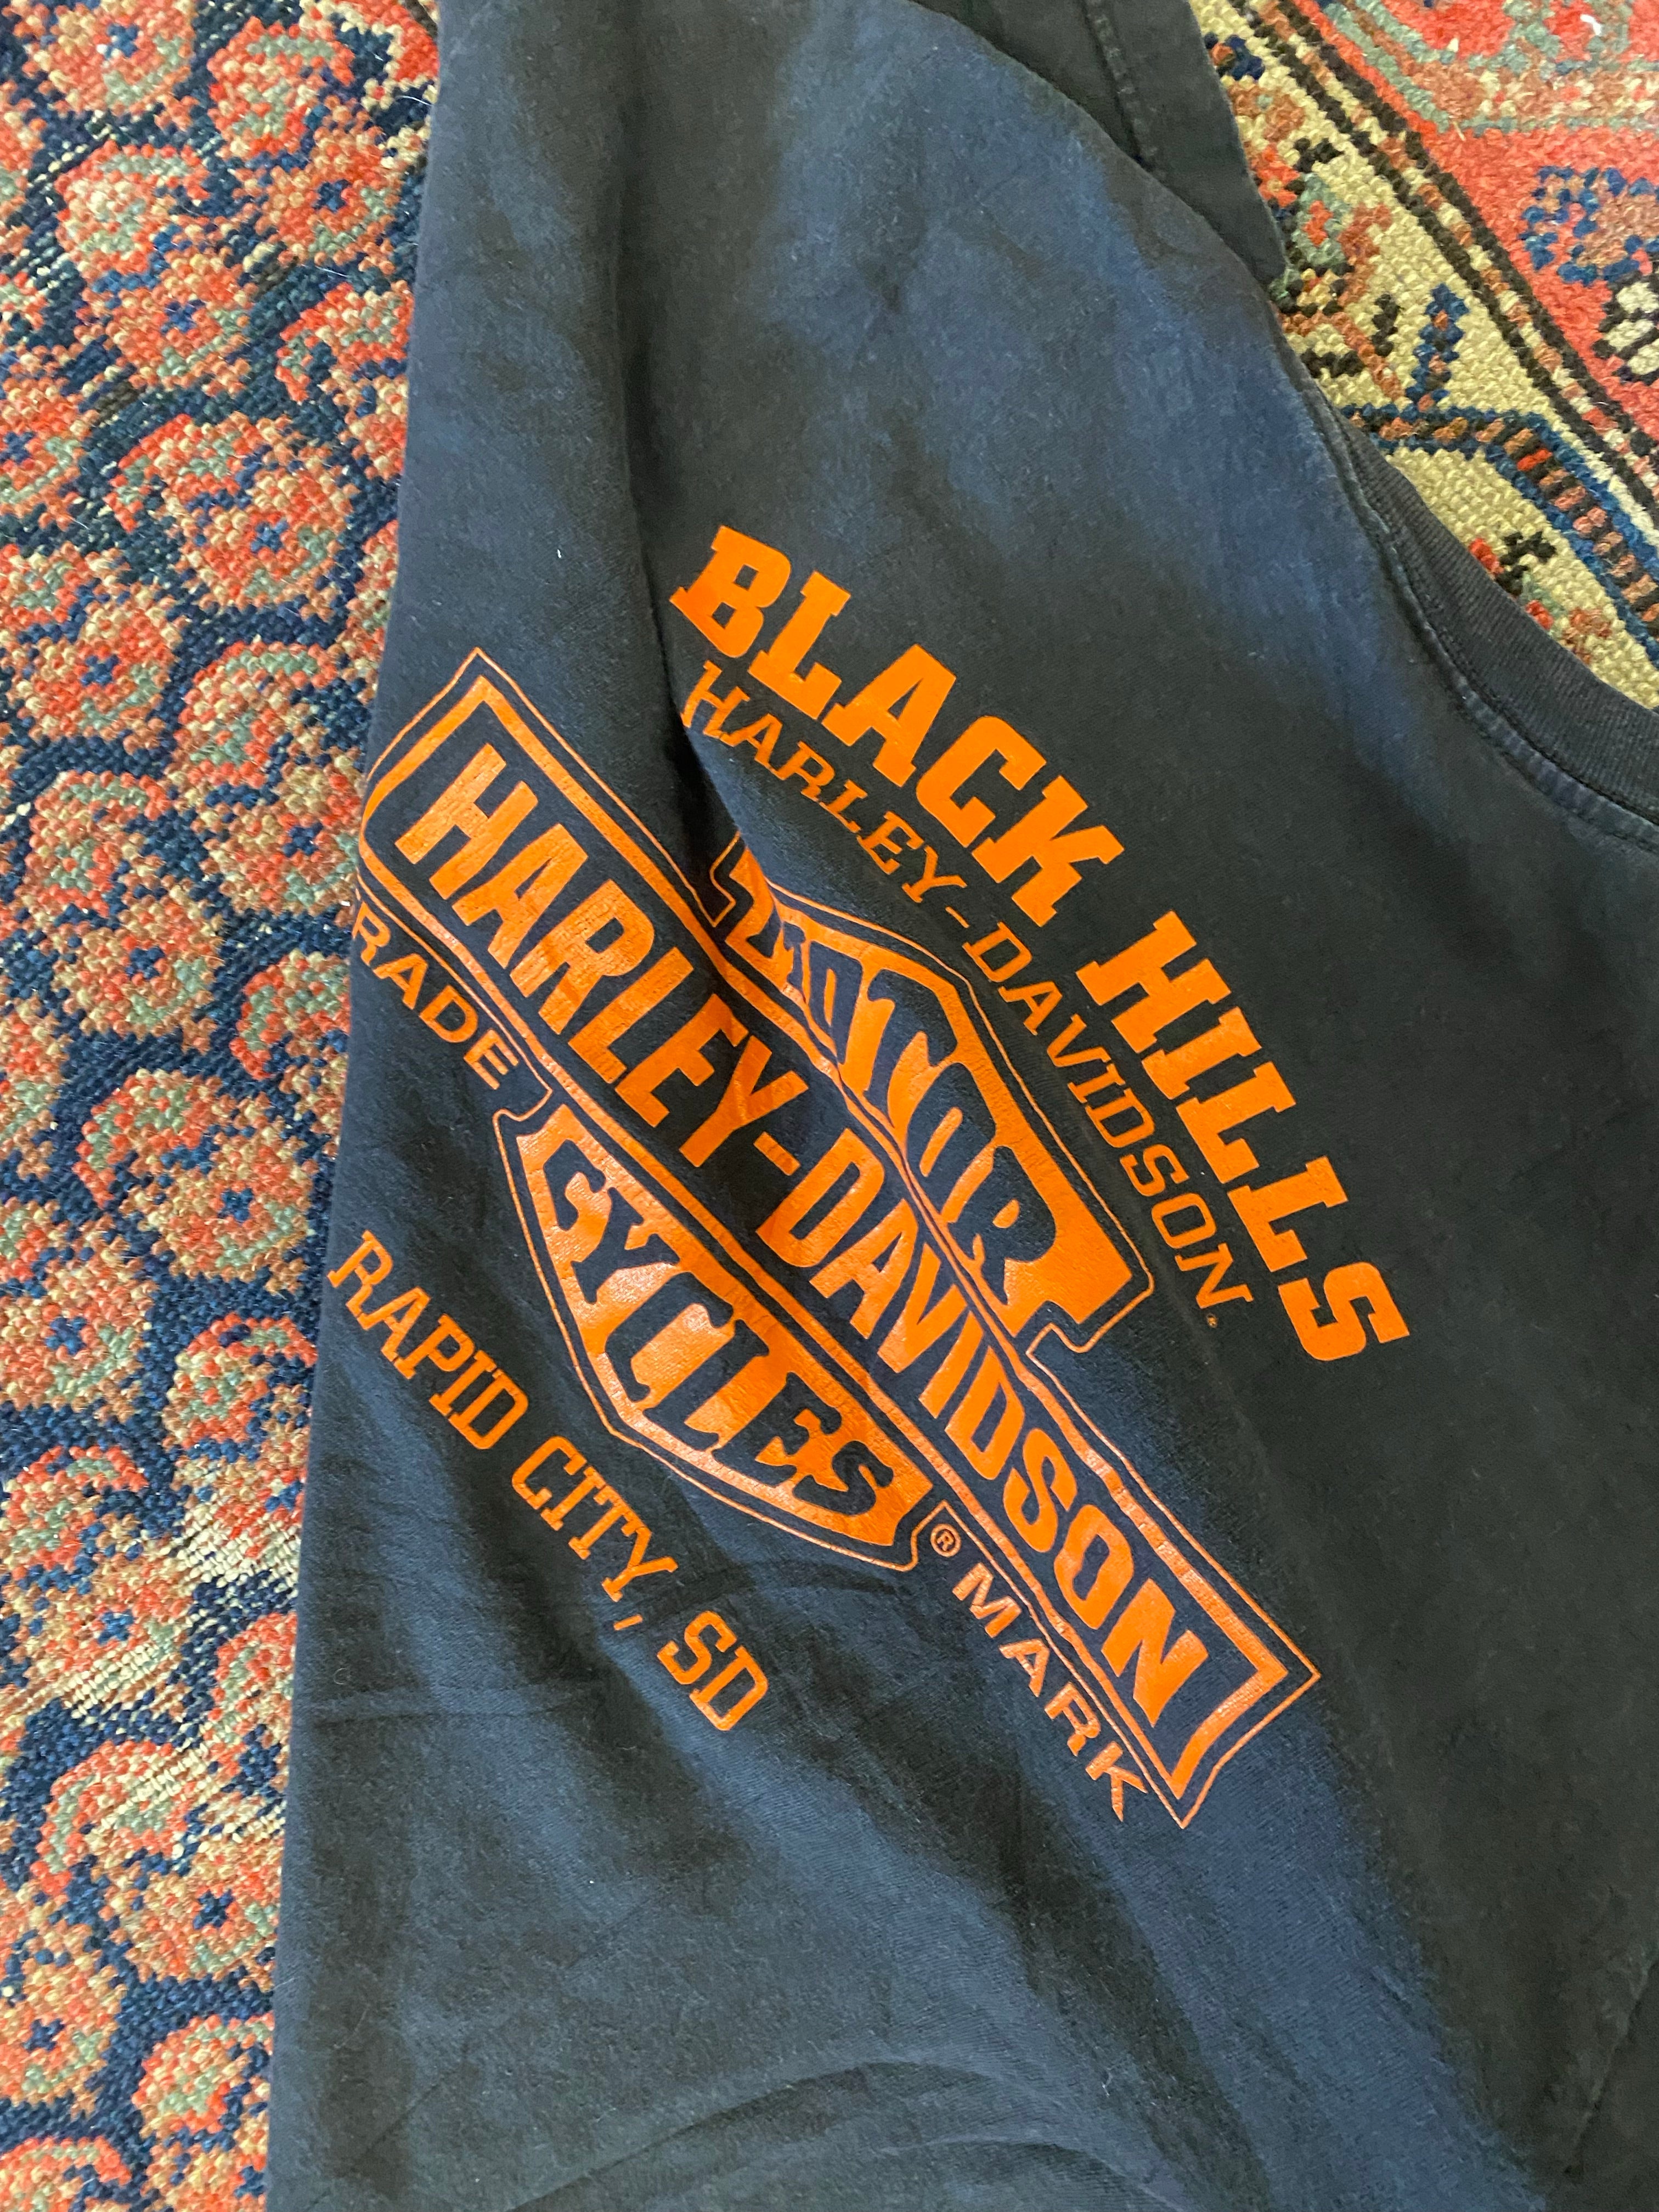 BLACK HILLS
HARLEY-DAVIDSON®
MOTOR
HARLEY-DAVIDSON
RADE ® MARK
CYCLES
RAPID CITY, SD